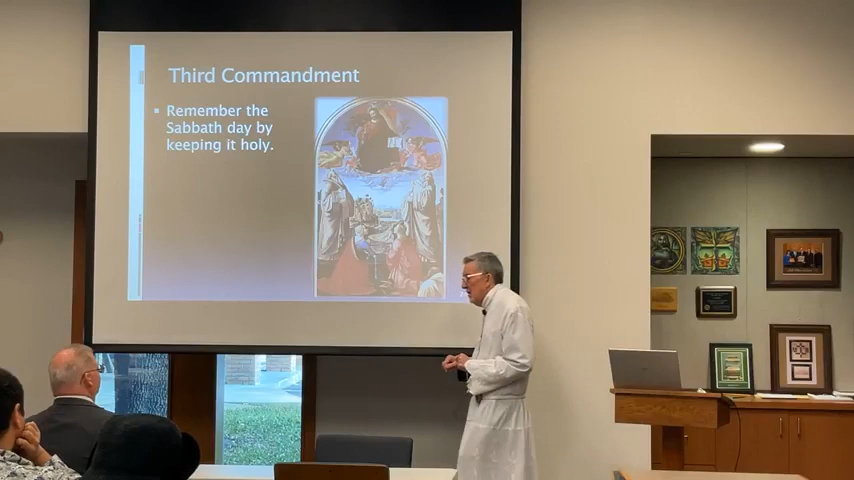 Third Commandment
Remember the
Sabbath day by
keeping it holy.